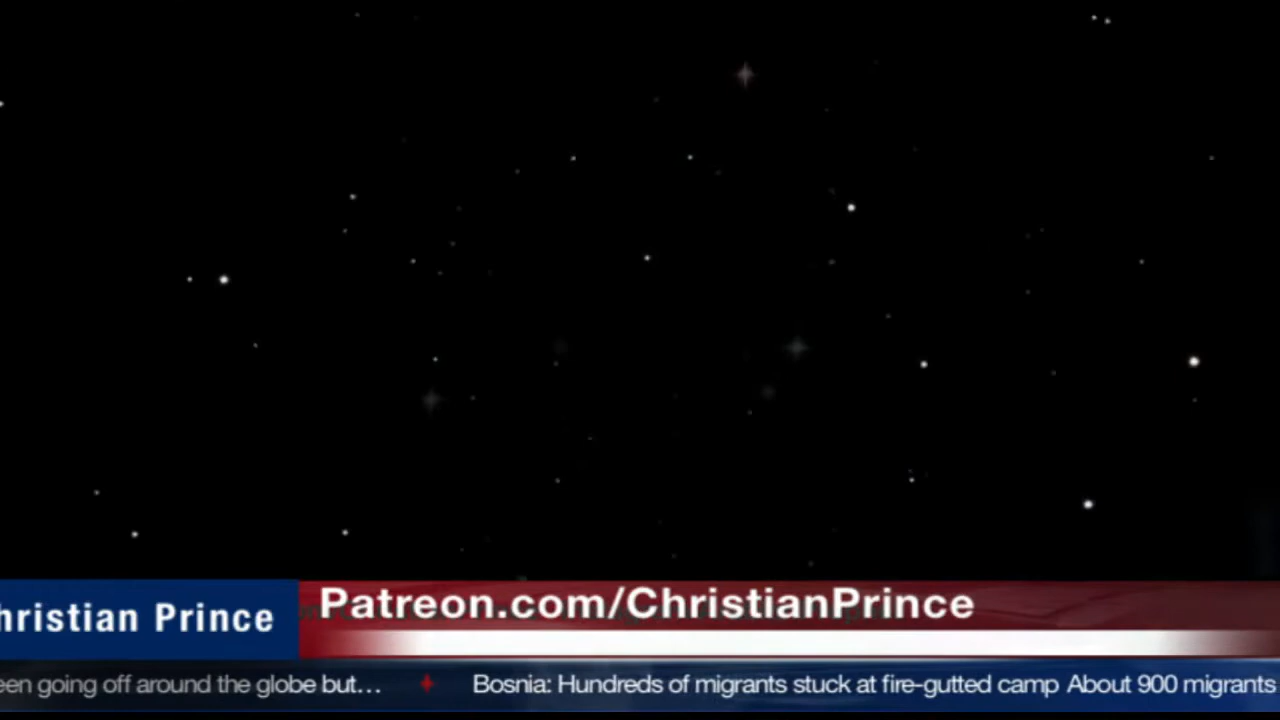 hristian Prince
Patreon.com/ChristianPrince
een going off around the globe but... Bosnia: Hundreds of migrants stuck at fire-gutted camp About 900 migrants